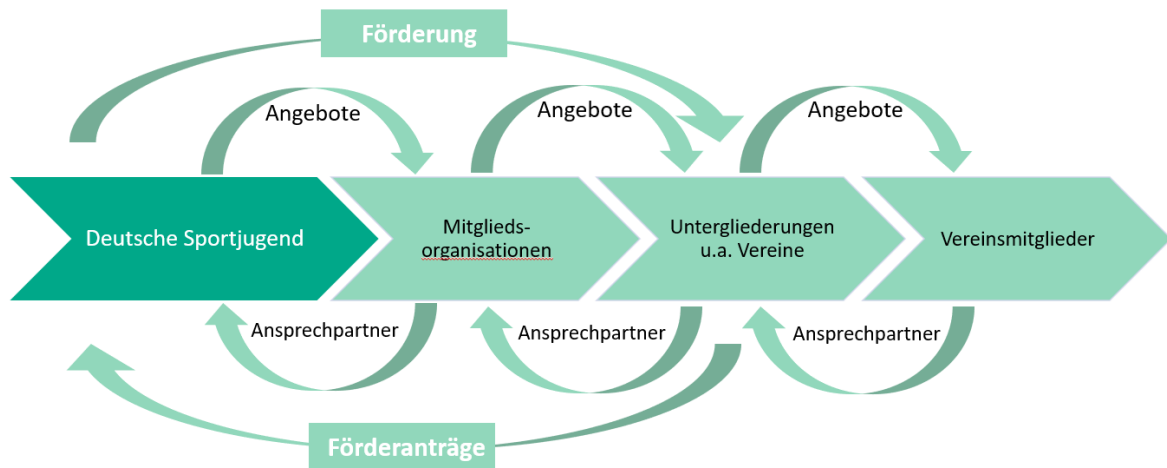 Förderung
Angebote
Angebote
Angebote
Deutsche Sportjugend
Mitglieds-
organisationen
Untergliederungen
u.a. Vereine
Vereinsmitglieder
Ansprechpartner
Ansprechpartner
Ansprechpartner
Förderanträge